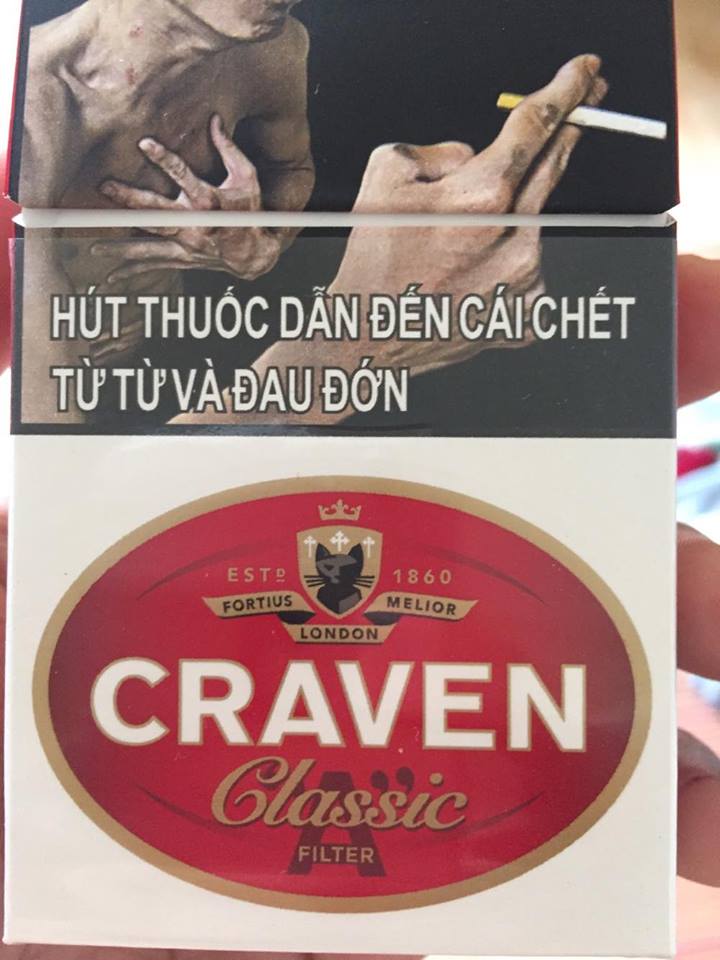 HÚT THUỐC DẪN ĐẾN CÁI CHẾT
TỪ TỪ VÀ ĐAU ĐỚN
ESTD 1860
FORTIUS MELIOR
LONDON
CRAVEN
"A"
Classic
FILTER